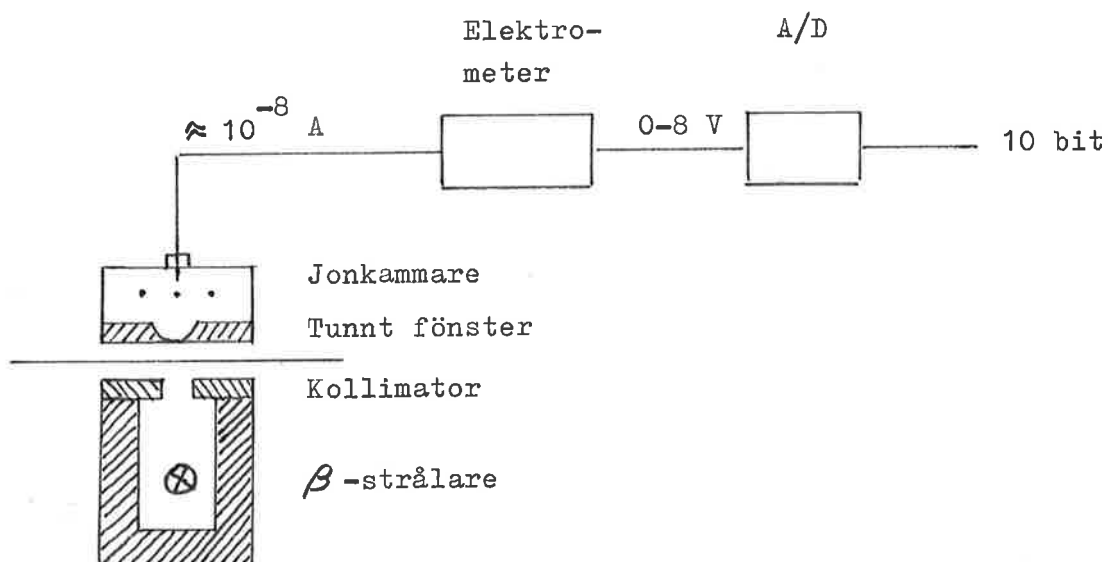 Elektro-
meter
A/D
≈ 10⁻⁸ A
0-8 V
10 bit
Jonkammare
Tunnt fönster
Kollimator
β-strålare